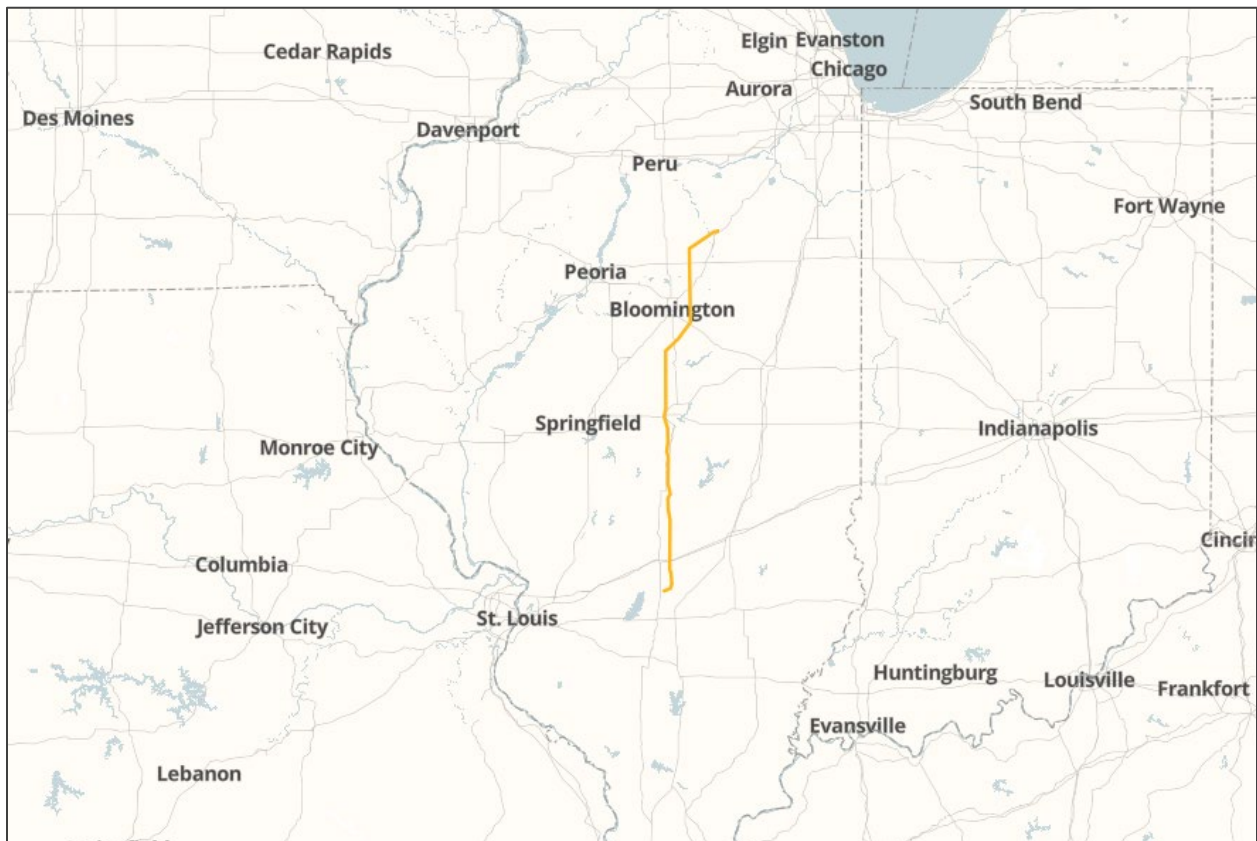 Elgin
Evanston
Cedar Rapids
Chicago
Aurora
South Bend
Des Moines
Davenport
Peru
Fort Wayne
Peoria
Bloomington
Springfield
Indianapolis
Monroe City
Cincin
Columbia
St. Louis
Jefferson City
Huntingburg
Louisville
Frankfort
Evansville
Lebanon